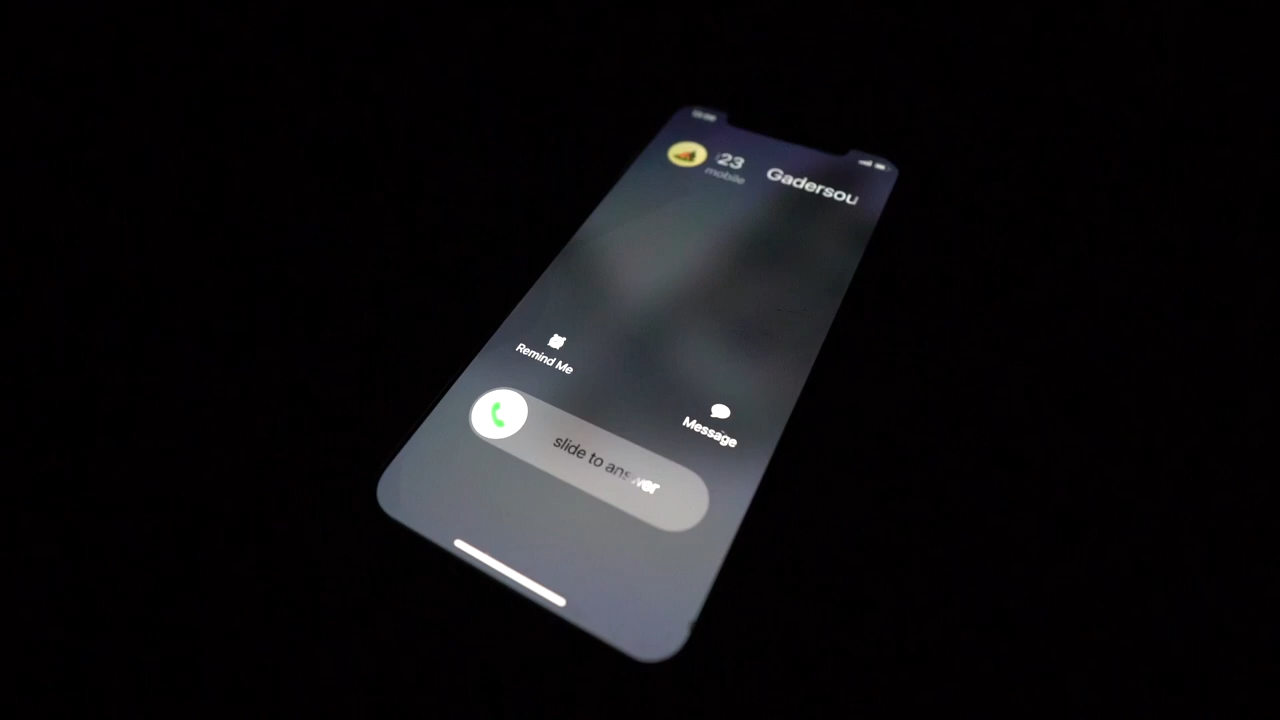 23 Gadersou
mobile
Remind Me
Message
slide to answer